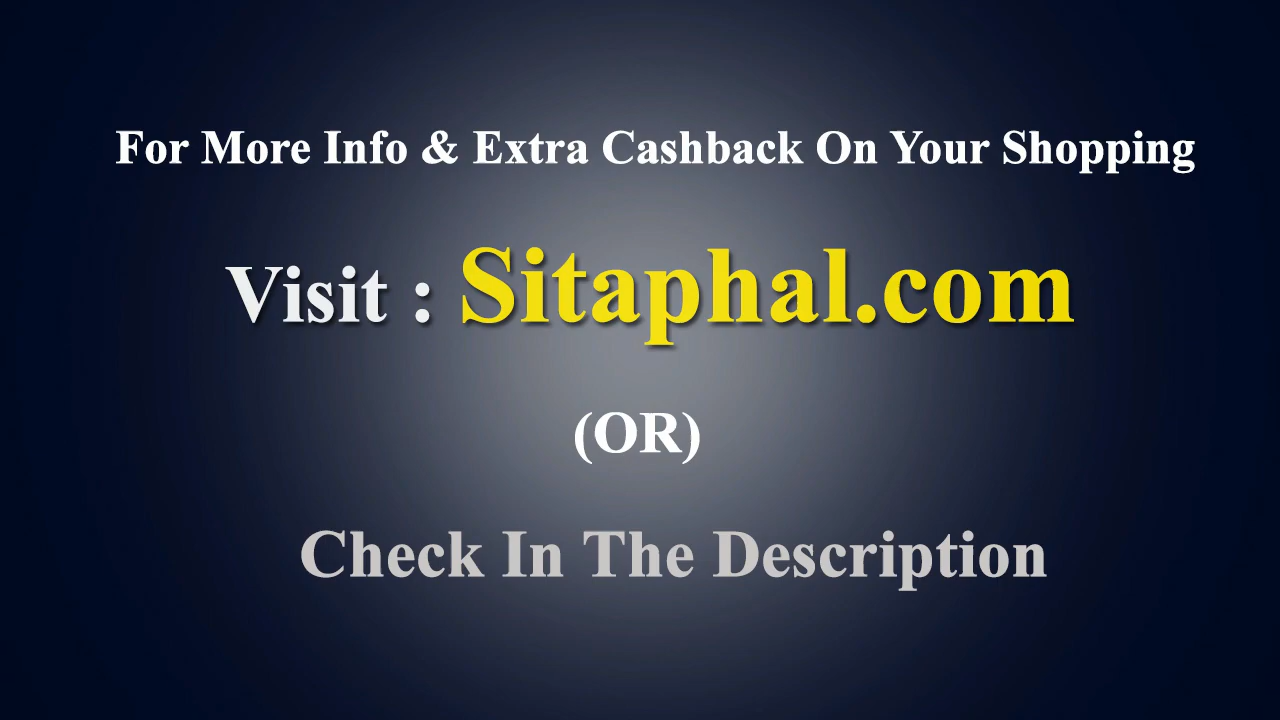 For More Info & Extra Cashback On Your Shopping
Visit : Sitaphal.com
(OR)
Check In The Description